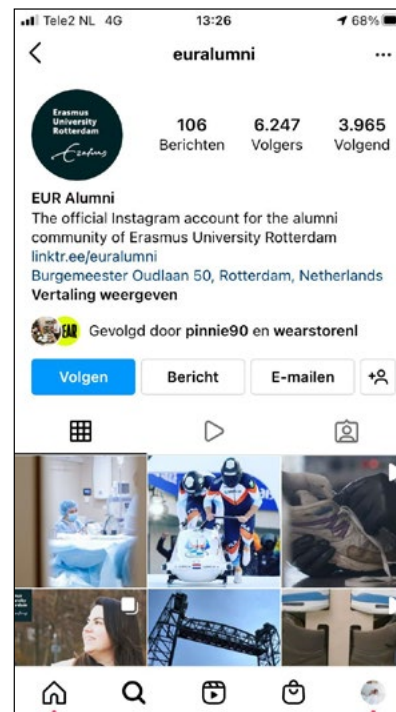 Tele2 NL 4G 13:26 68%
euralumni
Erasmus
University
Rotterdam
Erasmus
106 6.247 3.965
Berichten Volgers Volgend
EUR Alumni
The official Instagram account for the alumni
community of Erasmus University Rotterdam
linktr.ee/euralumni
Burgemeester Oudlaan 50, Rotterdam, Netherlands
Vertaling weergeven
EAR Gevolgd door pinnie90 en wearstorenl
Volgen Bericht E-mailen